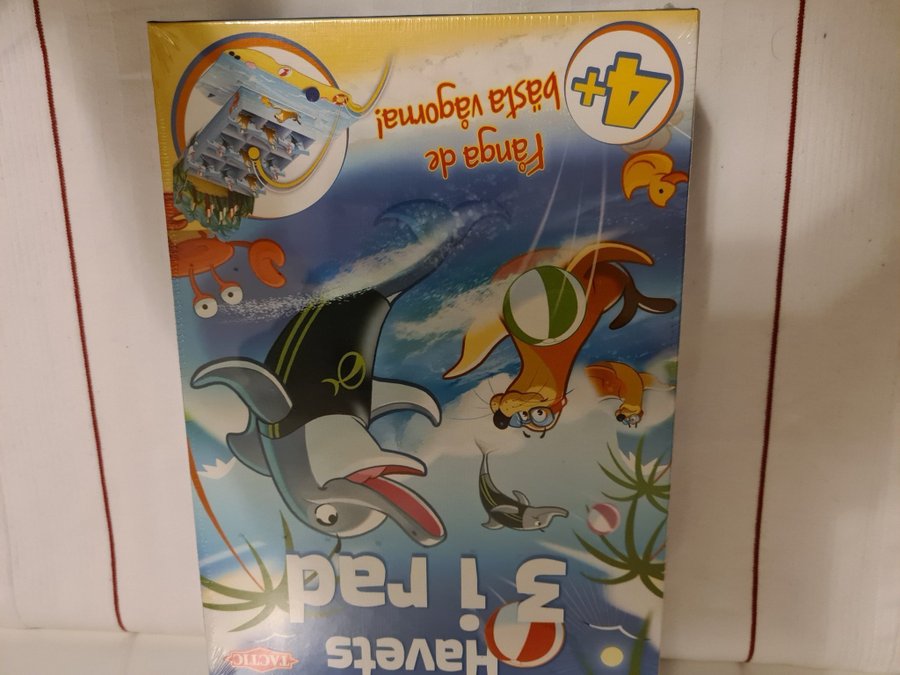 TACTIC
Havets
3 i rad
Fånga de
bästa vågorna!
4+